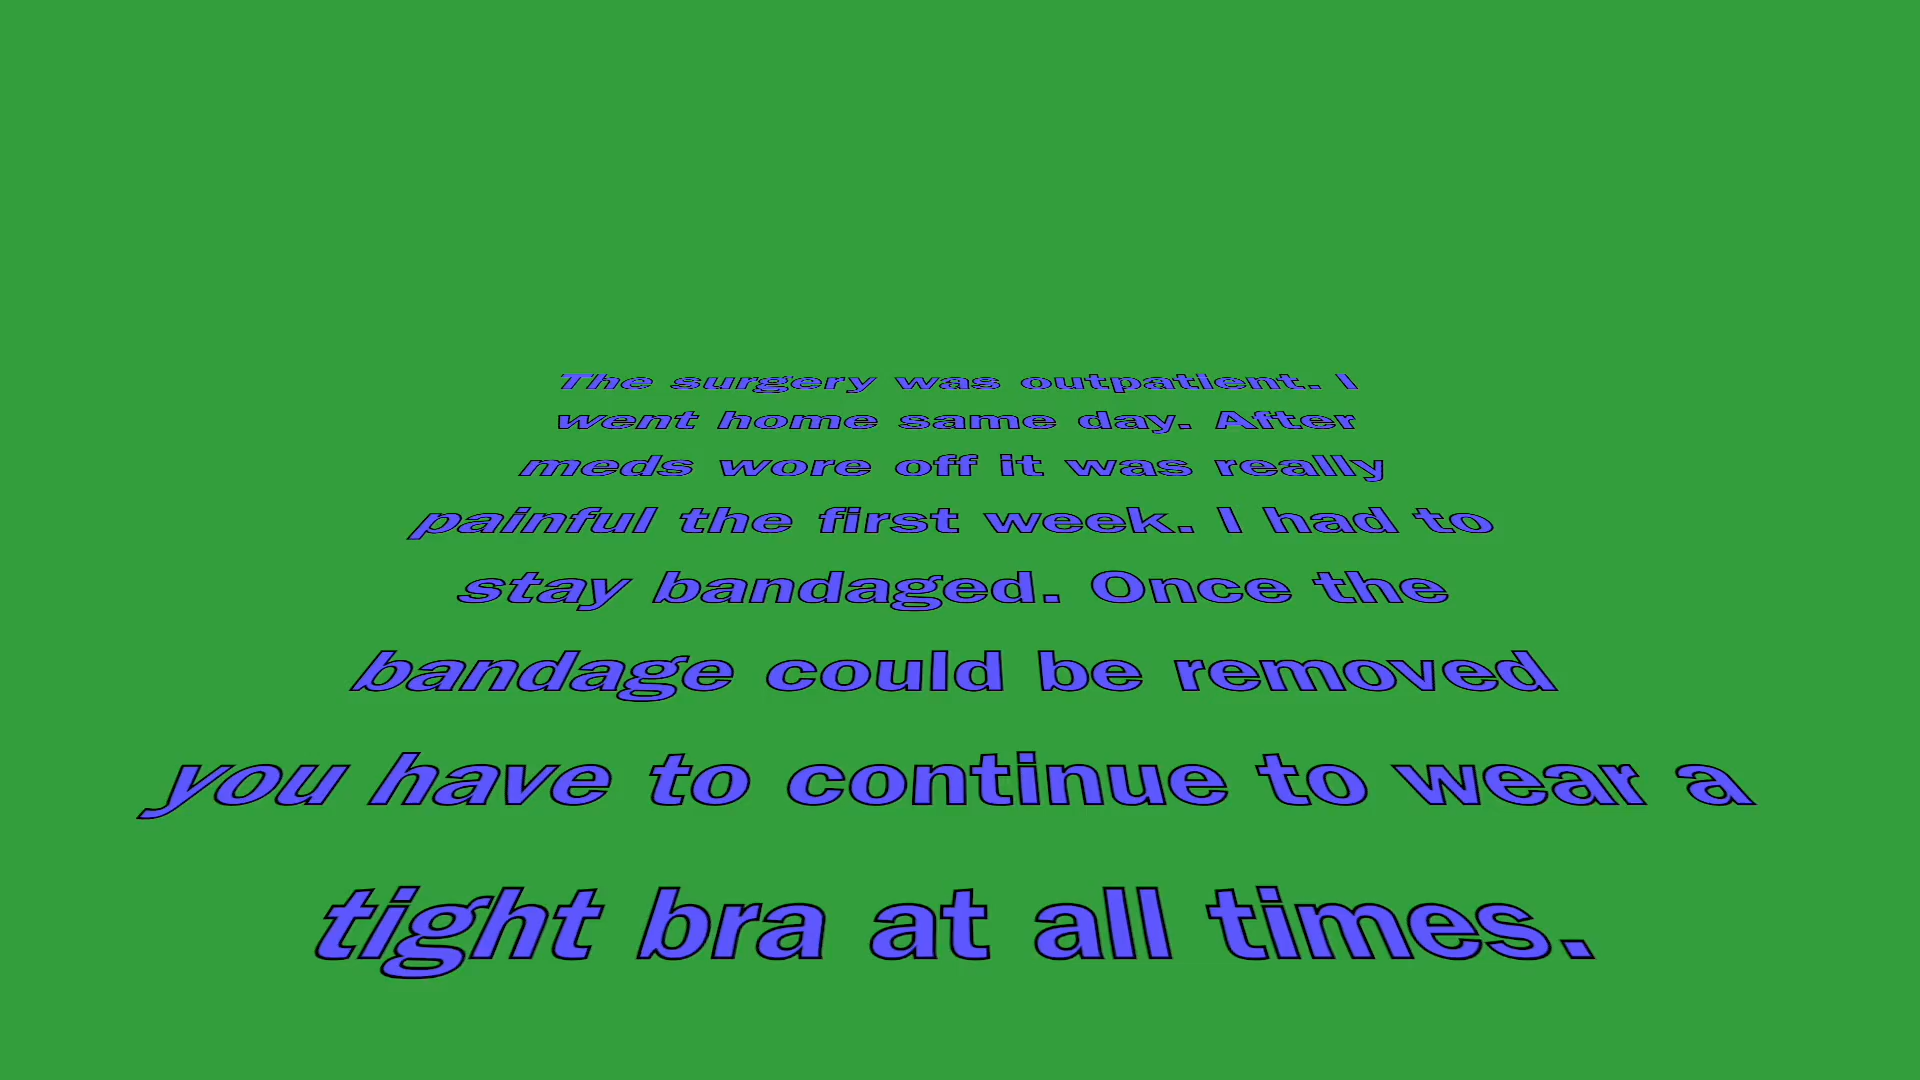 The surgery was outpatient. I
went home same day. After
meds wore off it was really
painful the first week. I had to
stay bandaged. Once the
bandage could be removed
you have to continue to wear a
tight bra at all times.